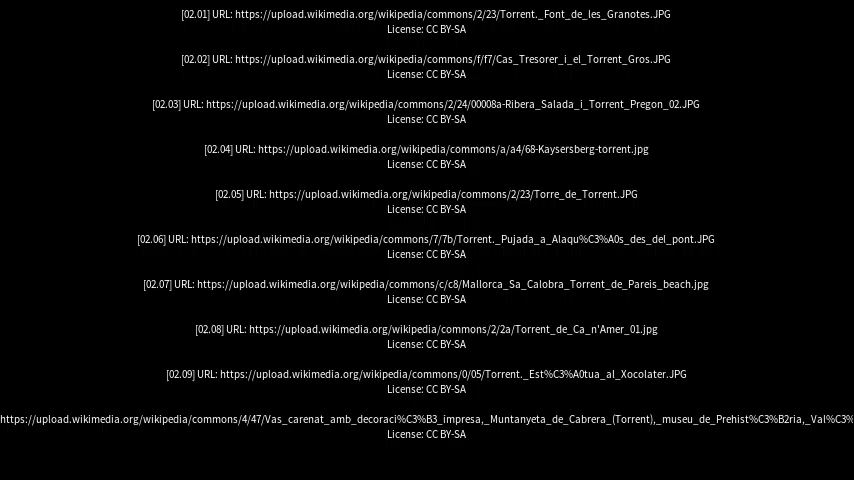 [02.01] URL: https://upload.wikimedia.org/wikipedia/commons/2/23/Torrent._Font_de_les_Granotes.JPG
License: CC BY-SA
[02.02] URL: https://upload.wikimedia.org/wikipedia/commons/f/f7/Cas_Tresorer_i_el_Torrent_Gros.JPG
License: CC BY-SA
[02.03] URL: https://upload.wikimedia.org/wikipedia/commons/2/24/00008a-Ribera_Salada_i_Torrent_Pregon_02.JPG
License: CC BY-SA
[02.04] URL: https://upload.wikimedia.org/wikipedia/commons/a/a4/68-Kaysersberg-torrent.jpg
License: CC BY-SA
[02.05] URL: https://upload.wikimedia.org/wikipedia/commons/2/23/Torre_de_Torrent.JPG
License: CC BY-SA
[02.06] URL: https://upload.wikimedia.org/wikipedia/commons/7/7b/Torrent._Pujada_a_Alaqu%C3%A0s_des_del_pont.JPG
License: CC BY-SA
[02.07] URL: https://upload.wikimedia.org/wikipedia/commons/c/c8/Mallorca_Sa_Calobra_Torrent_de_Pareis_beach.jpg
License: CC BY-SA
[02.08] URL: https://upload.wikimedia.org/wikipedia/commons/2/2a/Torrent_de_Ca_n'Amer_01.jpg
License: CC BY-SA
[02.09] URL: https://upload.wikimedia.org/wikipedia/commons/0/05/Torrent._Est%C3%A0tua_al_Xocolater.JPG
License: CC BY-SA
https://upload.wikimedia.org/wikipedia/commons/4/47/Vas_carenat_amb_decoraci%C3%B3_impresa,_Muntanyeta_de_Cabrera_(Torrent),_museu_de_Prehist%C3%B2ria,_Val%C3%
License: CC BY-SA